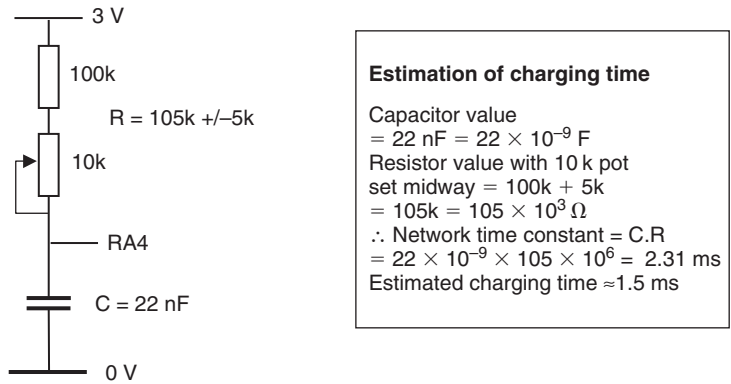 3 V
100k
R = 105k +/–5k
10k
RA4
C = 22 nF
0 V
Estimation of charging time
Capacitor value
= 22 nF = 22 × 10⁻⁹ F
Resistor value with 10 k pot
set midway = 100k + 5k
= 105k = 105 × 10³ Ω
∴ Network time constant = C.R
= 22 × 10⁻⁹ × 105 × 10⁶ = 2.31 ms
Estimated charging time ≈1.5 ms